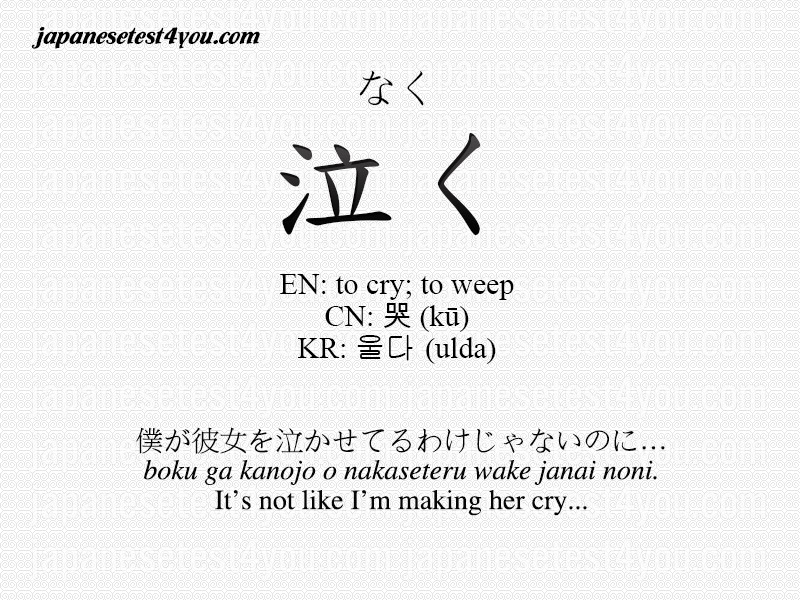 japanesetest4you.com
なく
泣く
EN: to cry; to weep
CN: 哭 (kū)
KR: 울다 (ulda)
僕が彼女を泣かせてるわけじゃないのに…
boku ga kanojo o nakaseteru wake janai noni.
It’s not like I’m making her cry...